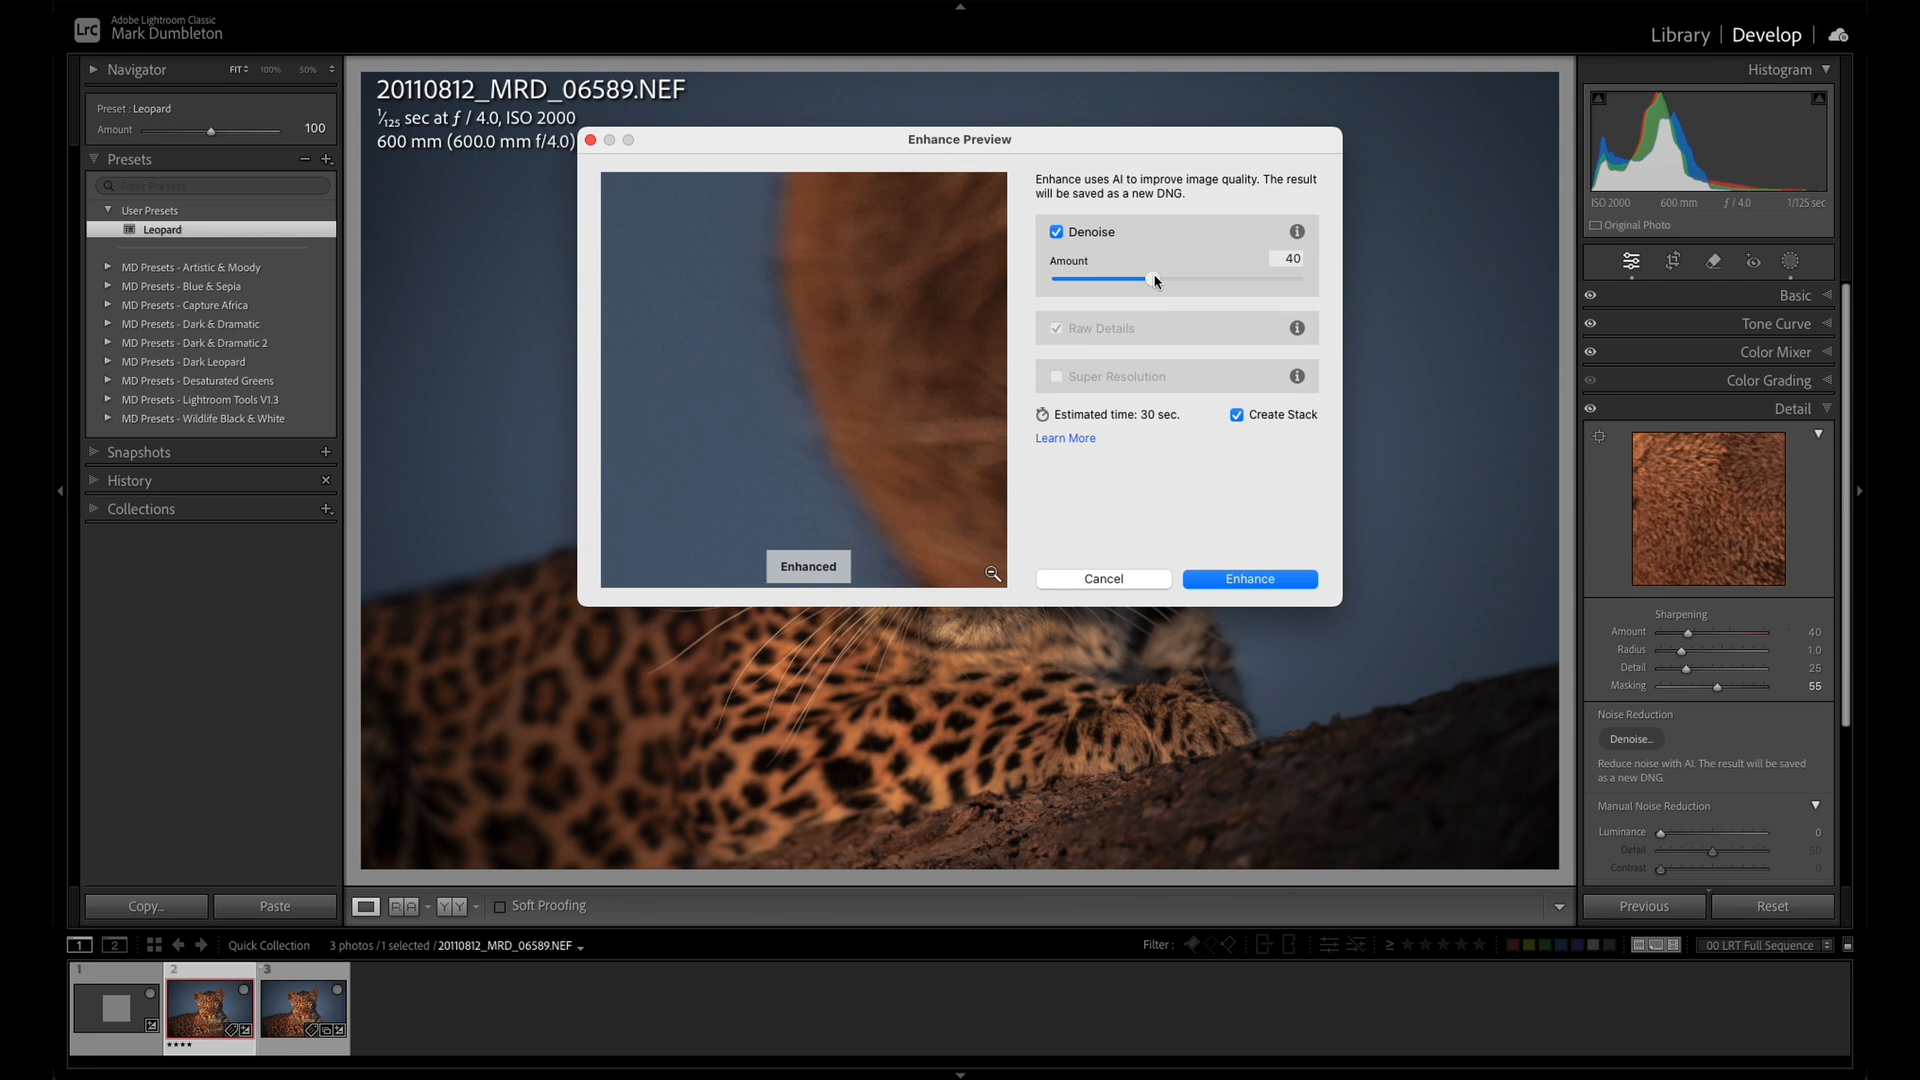 LrC
Adobe Lightroom Classic
Mark Dumbleton
Library | Develop
Navigator FIT 100% 50%
Preset : Leopard
Amount 100
Presets
Filter Presets
User Presets
Leopard
MD Presets - Artistic & Moody
MD Presets - Blue & Sepia
MD Presets - Capture Africa
MD Presets - Dark & Dramatic
MD Presets - Dark & Dramatic 2
MD Presets - Dark Leopard
MD Presets - Desaturated Greens
MD Presets - Lightroom Tools V1.3
MD Presets - Wildlife Black & White
Snapshots
History
Collections
Copy...
Paste
20110812_MRD_06589.NEF
1/125 sec at ƒ / 4.0, ISO 2000
600 mm (600.0 mm f/4.0)
Enhance Preview
Enhance uses AI to improve image quality. The result
will be saved as a new DNG.
Denoise
Amount 40
Raw Details
Super Resolution
Estimated time: 30 sec.
Create Stack
Learn More
Enhanced
Cancel
Enhance
Histogram
ISO 2000 600 mm ƒ / 4.0 1/125 sec
Original Photo
Basic
Tone Curve
Color Mixer
Color Grading
Detail
Sharpening
Amount 40
Radius 1.0
Detail 25
Masking 55
Noise Reduction
Denoise...
Reduce noise with AI. The result will be saved
as a new DNG.
Manual Noise Reduction
Luminance 0
Detail 50
Contrast 0
Previous
Reset
R A
Y Y
Soft Proofing
1 2
Quick Collection
3 photos / 1 selected / 20110812_MRD_06589.NEF
Filter :
≥ ★★★★★
00 LRT Full Sequence
1 2 3
★★★★